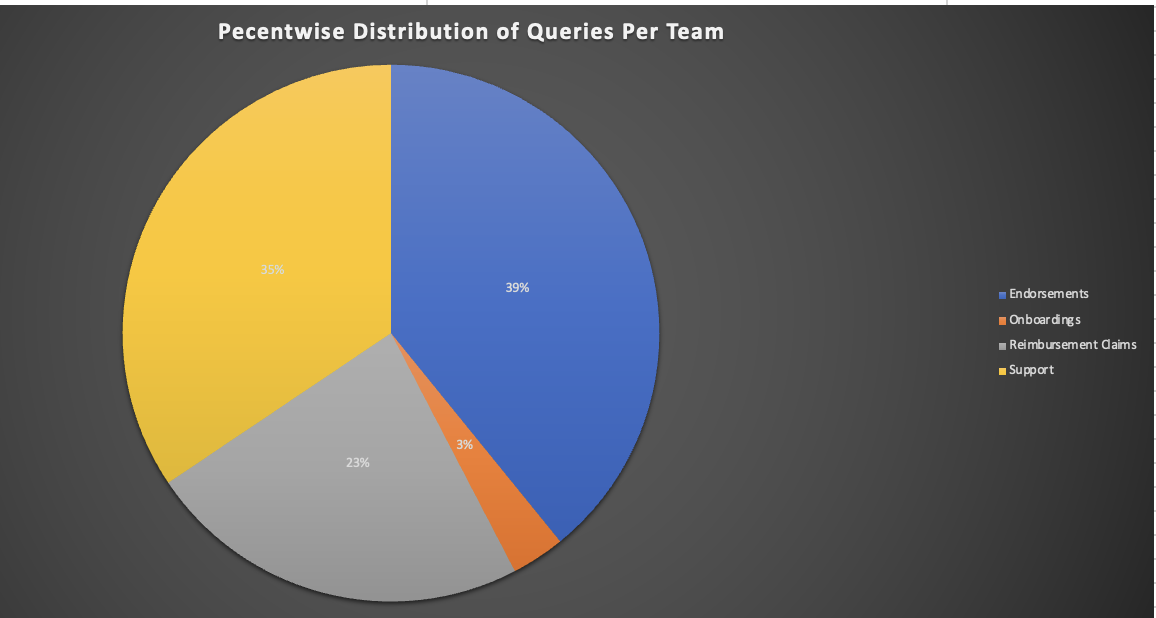 Pecentwise Distribution of Queries Per Team
35%
39%
3%
23%
Endorsements
Onboardings
Reimbursement Claims
Support